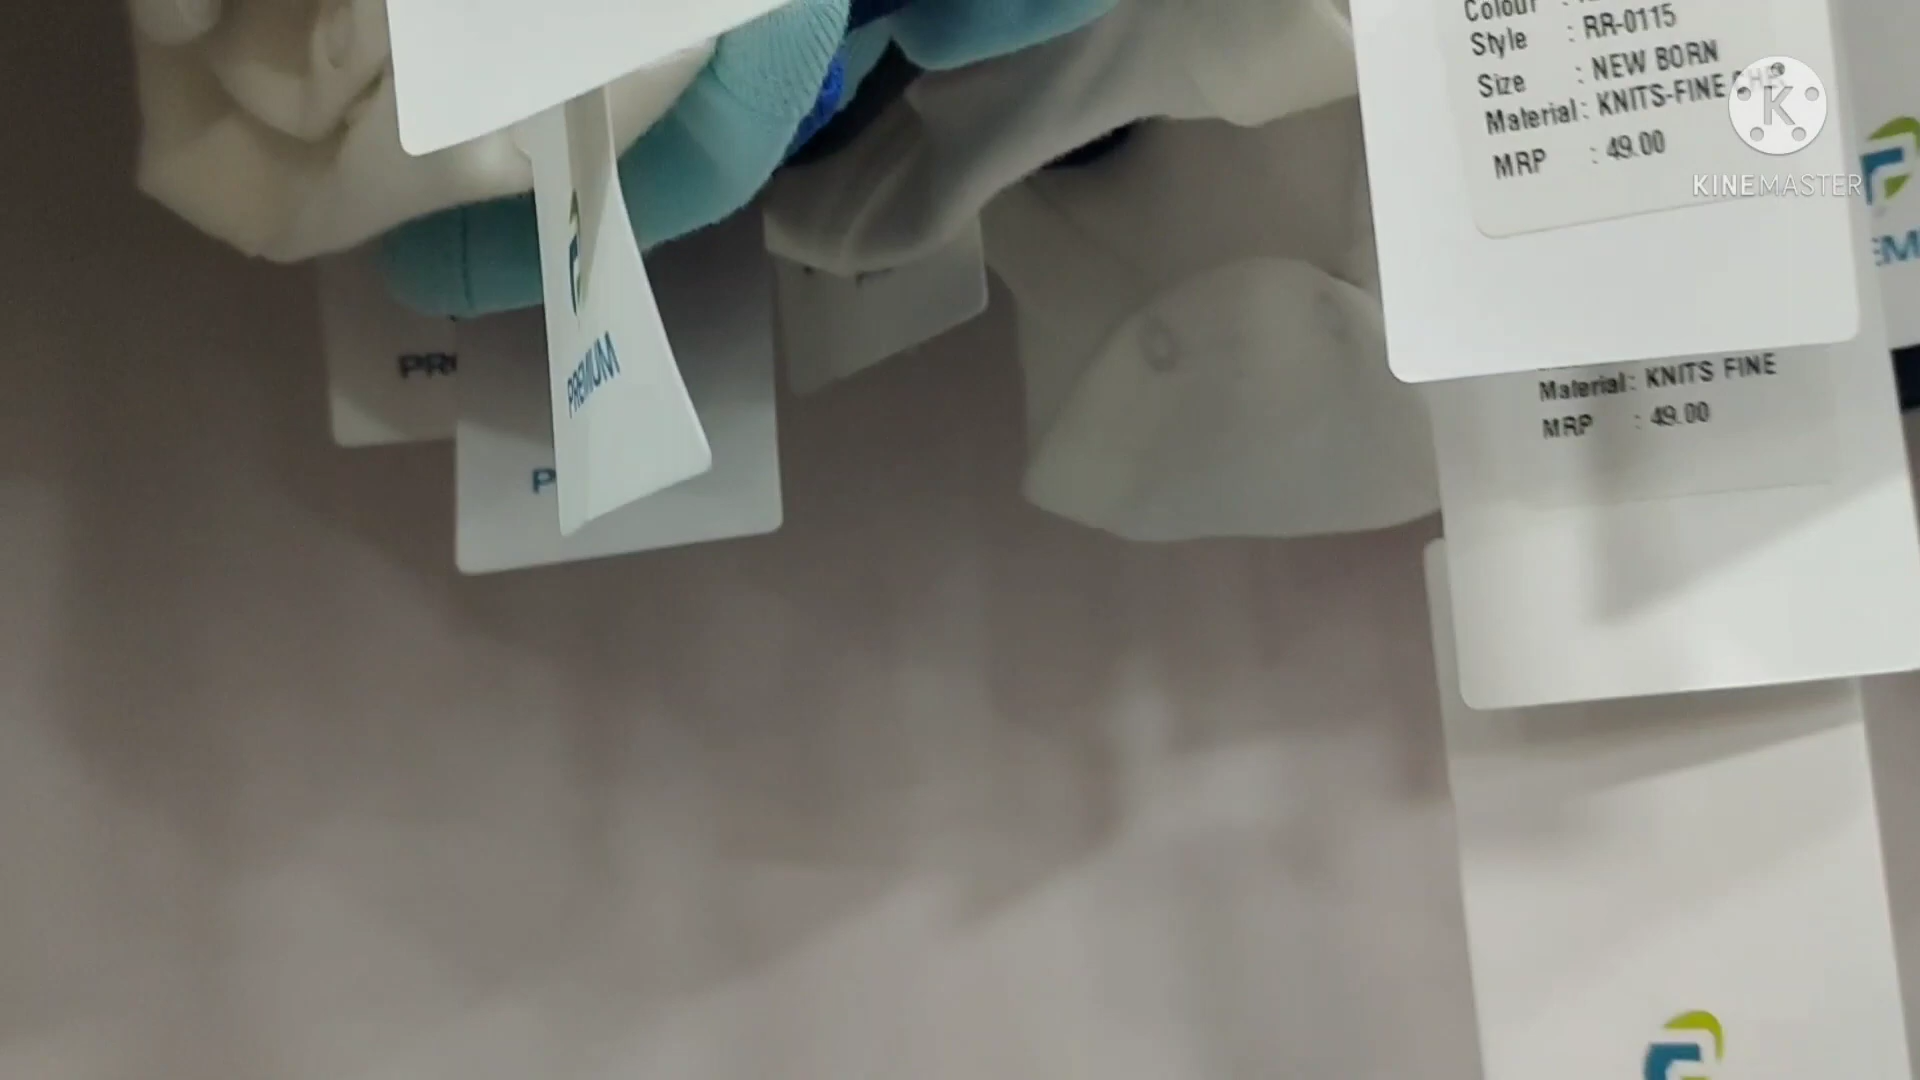 Colour :
Style : RR-0115
Size : NEW BORN
Material : KNITS-FINE
MRP : 49.00
KINEMASTER
Material : KNITS FINE
MRP : 49.00
PREMIUM